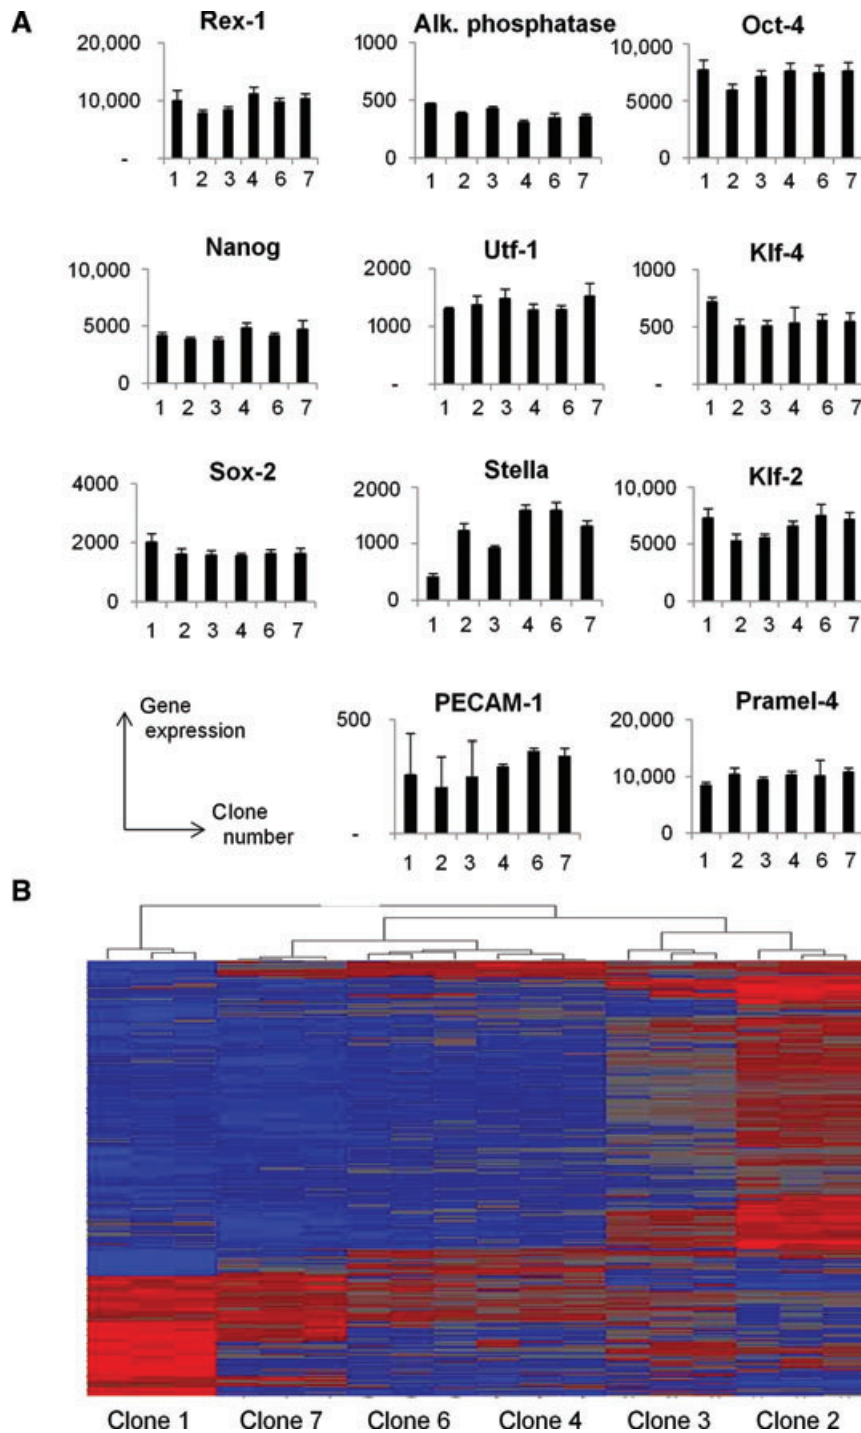 A
Rex-1
20,000
10,000
-
1 2 3 4 6 7
Alk. phosphatase
1000
500
0
1 2 3 4 6 7
Oct-4
10,000
5000
0
1 2 3 4 6 7
Nanog
10,000
5000
0
1 2 3 4 6 7
Utf-1
2000
1000
-
1 2 3 4 6 7
Klf-4
1000
500
-
1 2 3 4 6 7
Sox-2
4000
2000
0
1 2 3 4 6 7
Stella
2000
1000
0
1 2 3 4 6 7
Klf-2
10,000
5000
0
1 2 3 4 6 7
Gene
expression
Clone
number
PECAM-1
500
-
1 2 3 4 6 7
Pramel-4
20,000
10,000
0
1 2 3 4 6 7
B
Clone 1 Clone 7 Clone 6 Clone 4 Clone 3 Clone 2